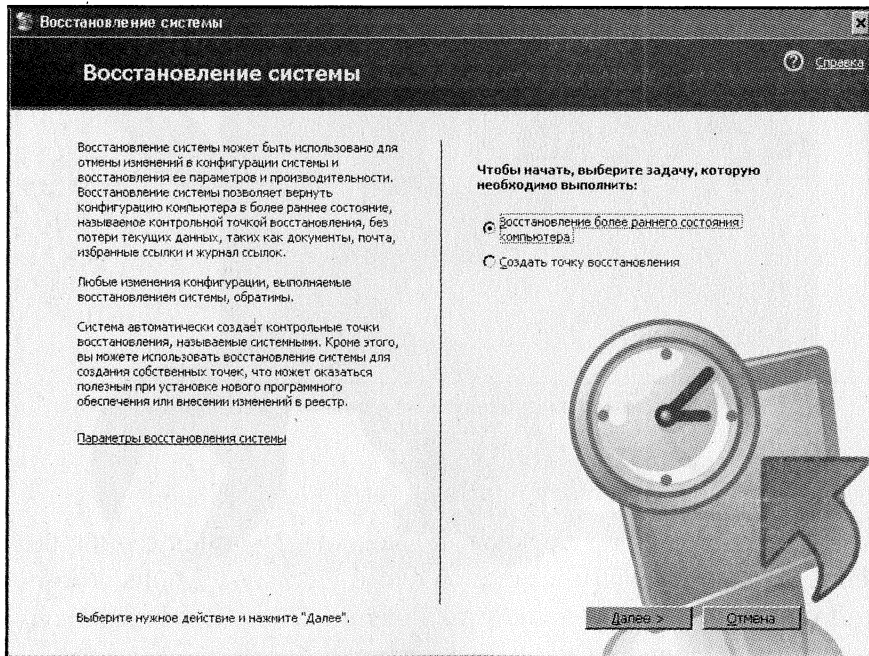 Восстановление системы
Восстановление системы
Справка
Восстановление системы может быть использовано для
отмены изменений в конфигурации системы и
восстановления ее параметров и производительности.
Восстановление системы позволяет вернуть
конфигурацию компьютера в более раннее состояние,
называемое контрольной точкой восстановления, без
потери текущих данных, таких как документы, почта,
избранные ссылки и журнал ссылок.
Любые изменения конфигурации, выполняемые
восстановлением системы, обратимы.
Система автоматически создает контрольные точки
восстановления, называемые системными. Кроме этого,
вы можете использовать восстановление системы для
создания собственных точек, что может оказаться
полезным при установке нового программного
обеспечения или внесении изменений в реестр.
Параметры восстановления системы
Чтобы начать, выберите задачу, которую
необходимо выполнить:
Восстановление более раннего состояния
компьютера
Создать точку восстановления
Выберите нужное действие и нажмите "Далее".
Далее >
Отмена